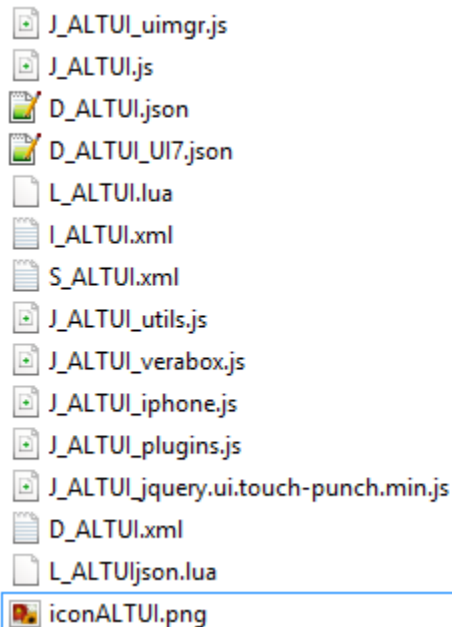 J_ALTUI_uimgr.js
J_ALTUI.js
D_ALTUI.json
D_ALTUI_UI7.json
L_ALTUI.lua
I_ALTUI.xml
S_ALTUI.xml
J_ALTUI_utils.js
J_ALTUI_verabox.js
J_ALTUI_iphone.js
J_ALTUI_plugins.js
J_ALTUI_jquery.ui.touch-punch.min.js
D_ALTUI.xml
L_ALTUIjson.lua
iconALTUI.png